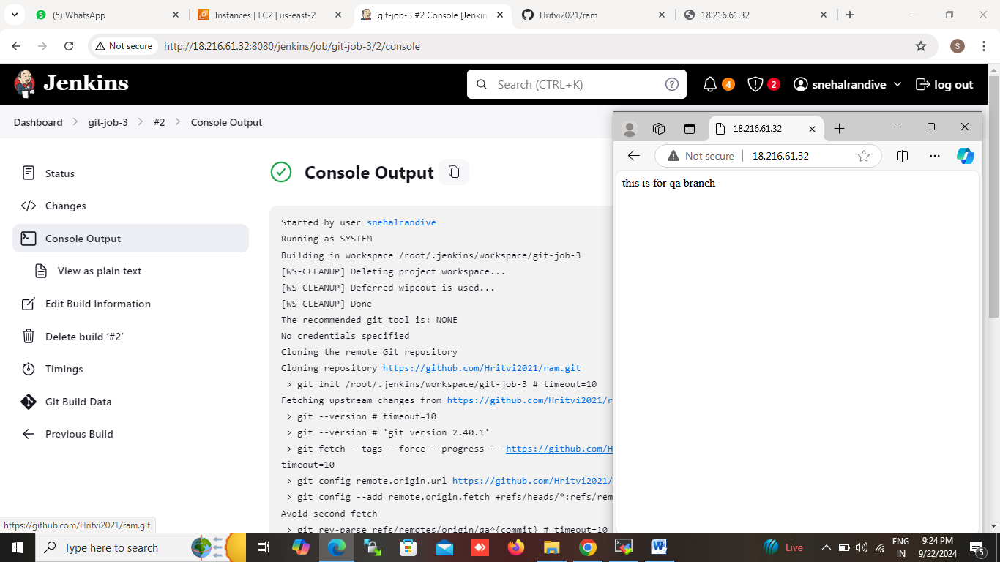 (5) WhatsApp
Instances | EC2 | us-east-2
git-job-3 #2 Console [Jenkin
Hritvi2021/ram
18.216.61.32
Not secure
http://18.216.61.32:8080/jenkins/job/git-job-3/2/console
S
Jenkins
Search (CTRL+K)
4
2
snehalrandive
log out
Dashboard
git-job-3
#2
Console Output
18.216.61.32
Not secure
18.216.61.32
this is for qa branch
Status
Changes
Console Output
View as plain text
Edit Build Information
Delete build ‘#2’
Timings
Git Build Data
Previous Build
Console Output
Started by user snehalrandive
Running as SYSTEM
Building in workspace /root/.jenkins/workspace/git-job-3
[WS-CLEANUP] Deleting project workspace...
[WS-CLEANUP] Deferred wipeout is used...
[WS-CLEANUP] Done
The recommended git tool is: NONE
No credentials specified
Cloning the remote Git repository
Cloning repository https://github.com/Hritvi2021/ram.git
> git init /root/.jenkins/workspace/git-job-3 # timeout=10
Fetching upstream changes from https://github.com/Hritvi2021/r
> git --version # timeout=10
> git --version # 'git version 2.40.1'
> git fetch --tags --force --progress -- https://github.com/H
timeout=10
> git config remote.origin.url https://github.com/Hritvi2021/
> git config --add remote.origin.fetch +refs/heads/*:refs/rem
Avoid second fetch
> git rev-parse refs/remotes/origin/qa^{commit} # timeout=10
https://github.com/Hritvi2021/ram.git
Type here to search
Live
ENG
IN
9:24 PM
9/22/2024
5